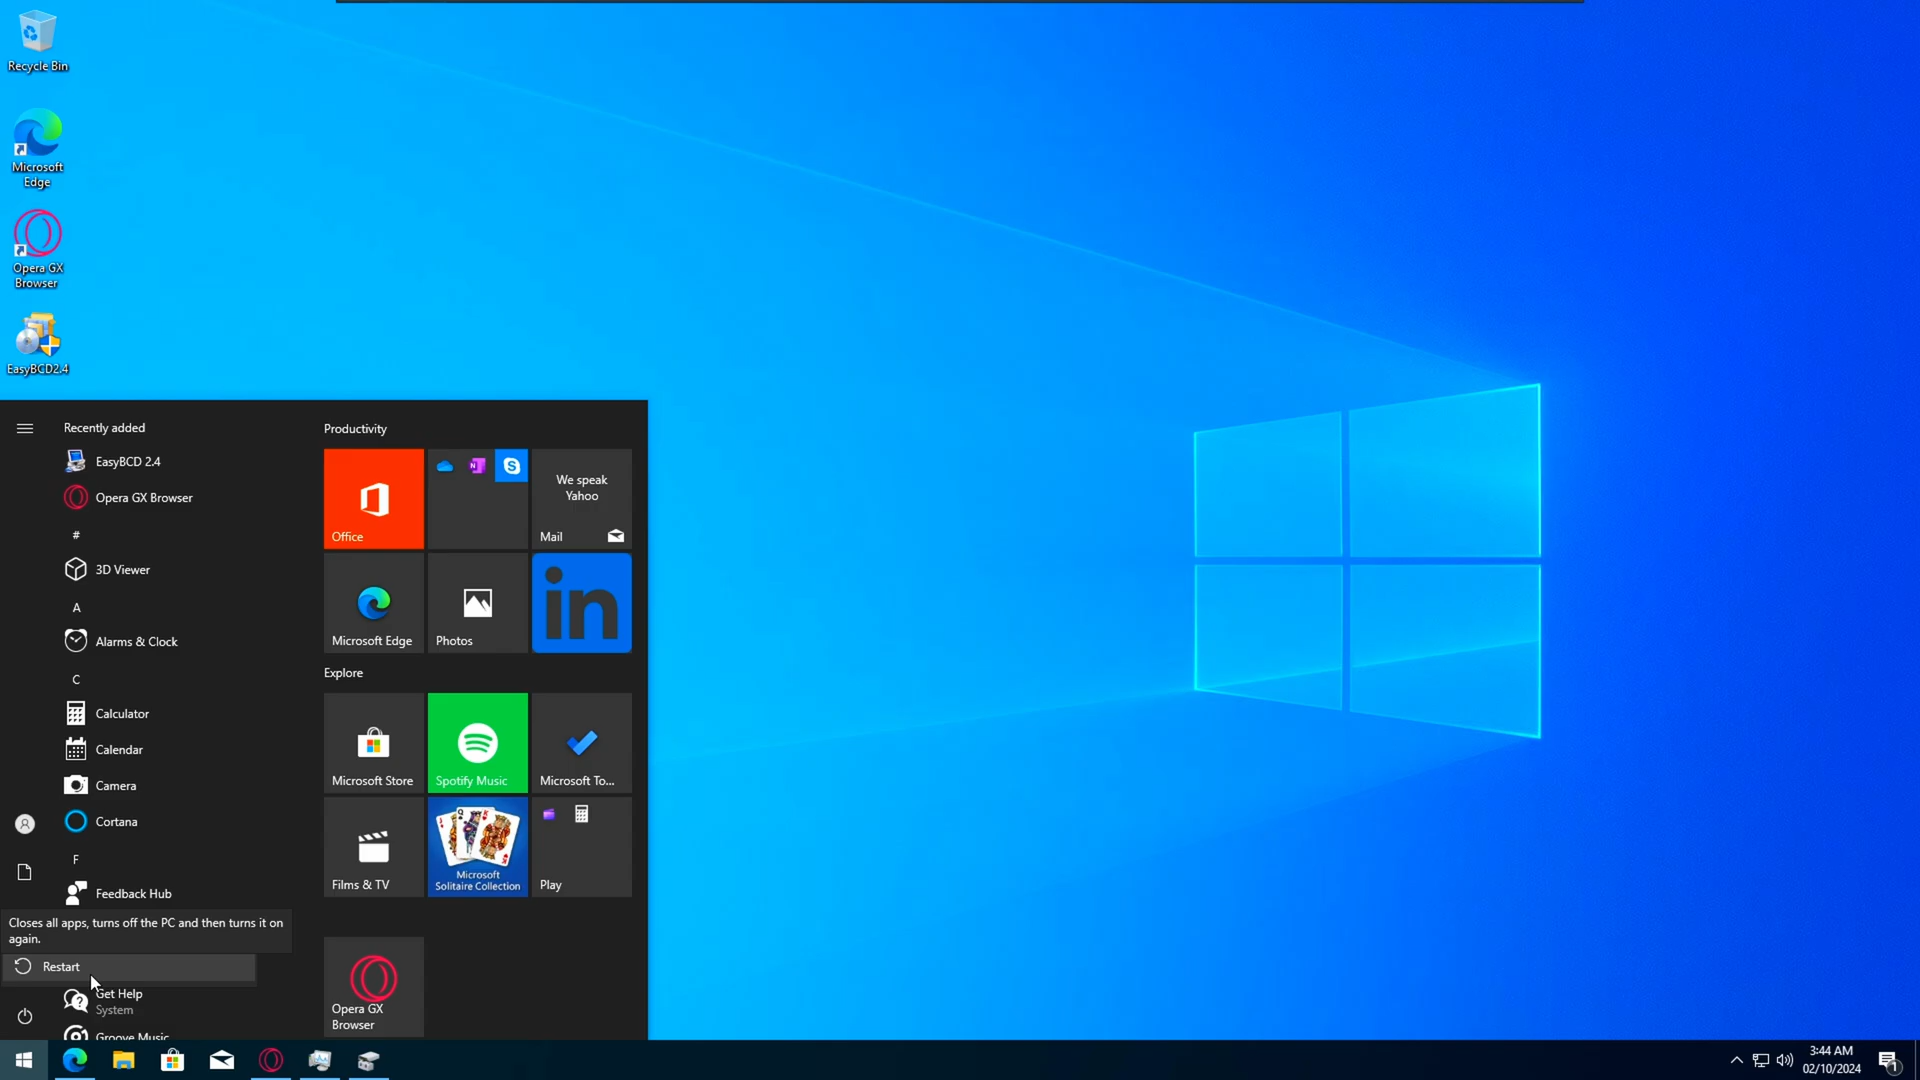 Recycle Bin
Microsoft
Edge
Opera GX
Browser
EasyBCD2.4
Recently added
EasyBCD 2.4
Opera GX Browser
#
3D Viewer
A
Alarms & Clock
C
Calculator
Calendar
Camera
Cortana
F
Feedback Hub
Closes all apps, turns off the PC and then turns it on
again.
Restart
Get Help
System
Groove Music
Productivity
Office
We speak
Yahoo
Mail
Microsoft Edge
Photos
in
Explore
Microsoft Store
Spotify Music
Microsoft To...
Films & TV
Microsoft
Solitaire Collection
Play
Opera GX
Browser
3:44 AM
02/10/2024
1